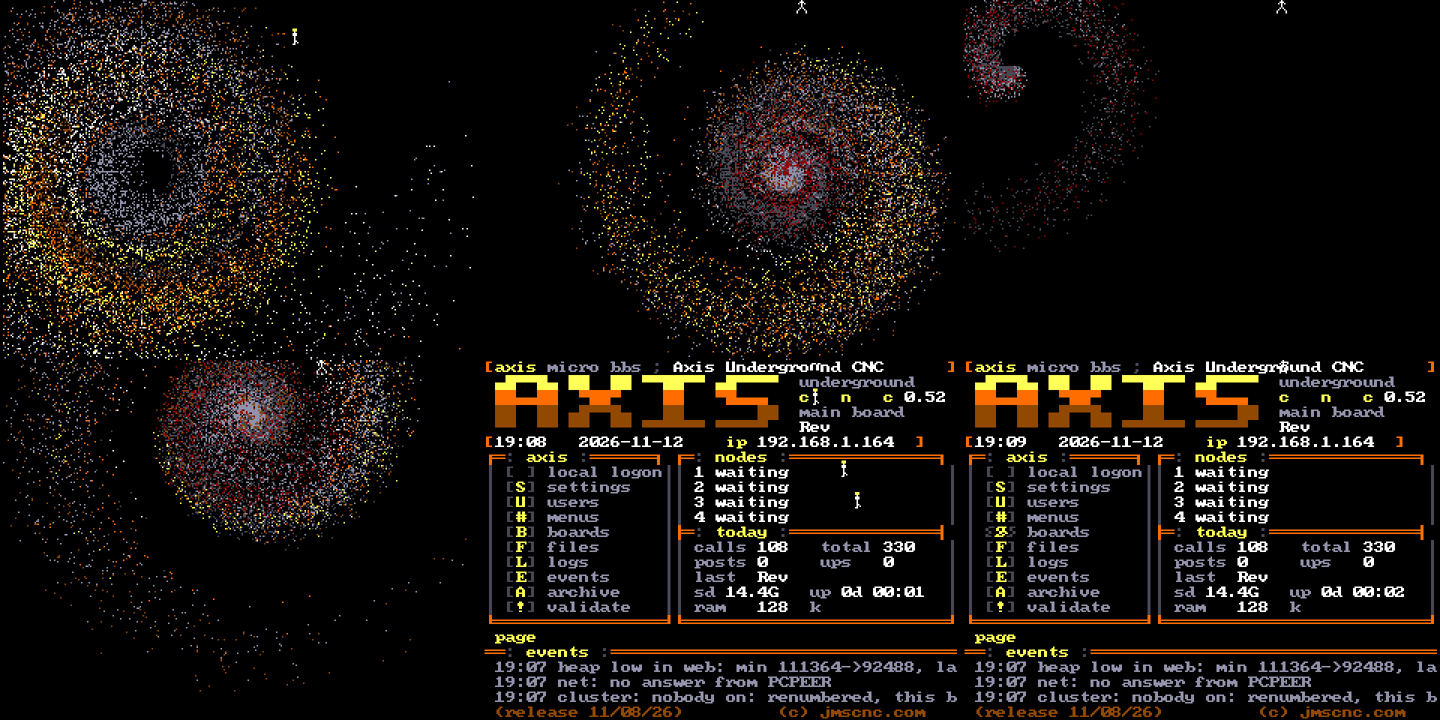 [axis micro bbs ; Axis Underground CNC ]
AXIS
underground
c n c 0.52
main board
Rev
[19:08 2026-11-12 ip 192.168.1.164 ]
: axis :
[ ] local logon
[S] settings
[U] users
[#] menus
[B] boards
[F] files
[L] logs
[E] events
[A] archive
[!] validate
: nodes :
1 waiting
2 waiting
3 waiting
4 waiting
: today :
calls 108 total 330
posts 0 ups 0
last Rev
sd 14.4G up 0d 00:01
ram 128 k
page
: events :
19:07 heap low in web: min 111364->92488, la
19:07 net: no answer from PCPEER
19:07 cluster: nobody on: renumbered, this b
(release 11/08/26) (c) jmscnc.com
[axis micro bbs ; Axis Underground CNC ]
AXIS
underground
c n c 0.52
main board
Rev
[19:09 2026-11-12 ip 192.168.1.164 ]
: axis :
[ ] local logon
[S] settings
[U] users
[#] menus
boards
[F] files
[L] logs
[E] events
[A] archive
[!] validate
: nodes :
1 waiting
2 waiting
3 waiting
4 waiting
: today :
calls 108 total 330
posts 0 ups 0
last Rev
sd 14.4G up 0d 00:02
ram 128 k
page
: events :
19:07 heap low in web: min 111364->92488, la
19:07 net: no answer from PCPEER
19:07 cluster: nobody on: renumbered, this b
(release 11/08/26) (c) jmscnc.com